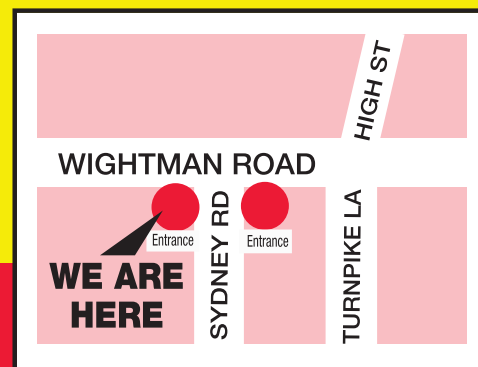 HIGH ST
WIGHTMAN ROAD
Entrance
SYDNEY RD
Entrance
TURNPIKE LA
WE ARE
HERE